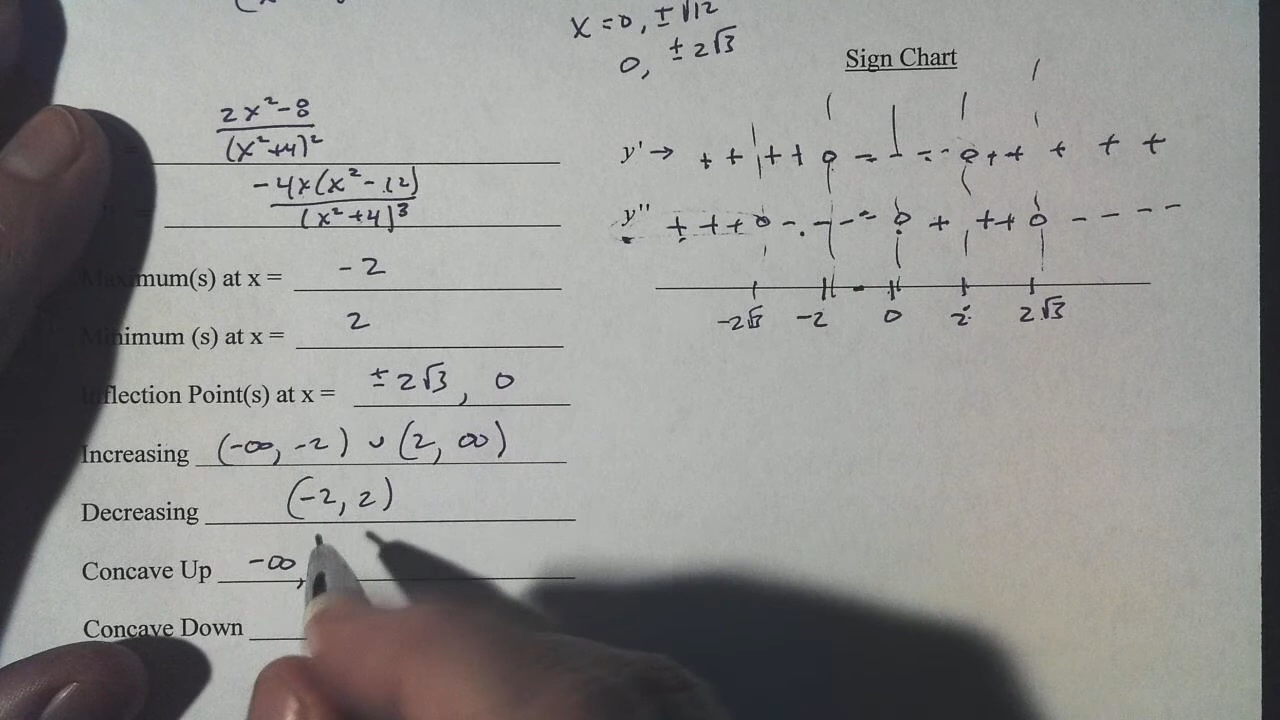 x = 0, ± √12
0, ± 2√3
Sign Chart
2x² - 8
(x² + 4)²
=
y' → + + + + 0 - - - - 0 + + + + +
-4x(x² - 12)
(x² + 4)³
=
y'' + + + + 0 - - - - 0 + + + 0 - - - -
-2√3 -2 0 2 2√3
Maximum(s) at x = -2
Minimum (s) at x = 2
Inflection Point(s) at x = ± 2√3, 0
Increasing (-∞, -2) ∪ (2, ∞)
Decreasing (-2, 2)
Concave Up -∞,
Concave Down